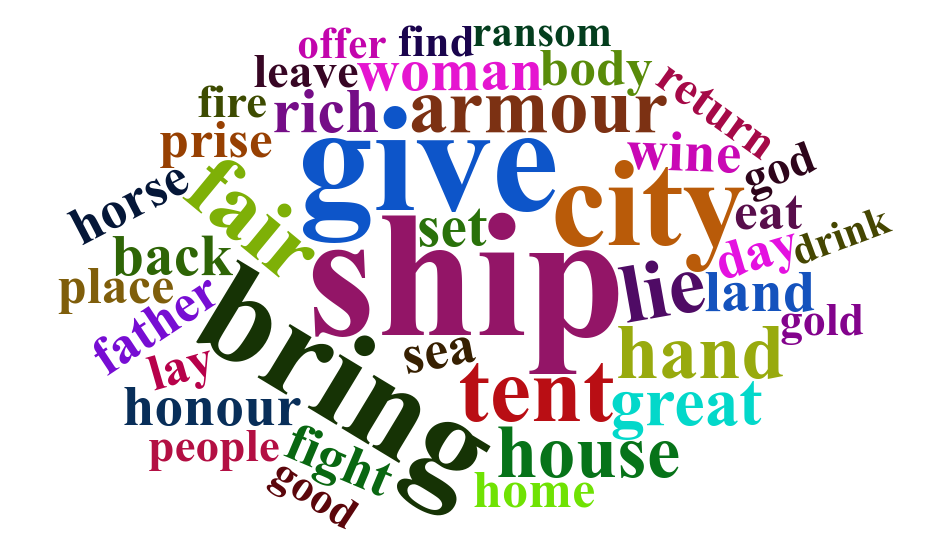 offer
find
ransom
leave
woman
body
return
fire
rich
armour
prise
give
wine
god
horse
fair
city
set
eat
back
ship
day
drink
place
lie
land
father
bring
gold
sea
hand
lay
tent
honour
great
people
fight
house
good
home